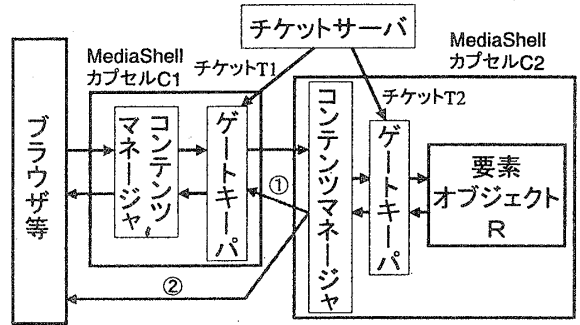 チケットサーバ
MediaShell
カプセルC1
チケットT1
MediaShell
カプセルC2
チケットT2
ブラウザ等
コンテンツ
マネージャ
ゲートキーパ
①
②
コンテンツマネージャ
ゲートキーパ
要素
オブジェクト
R